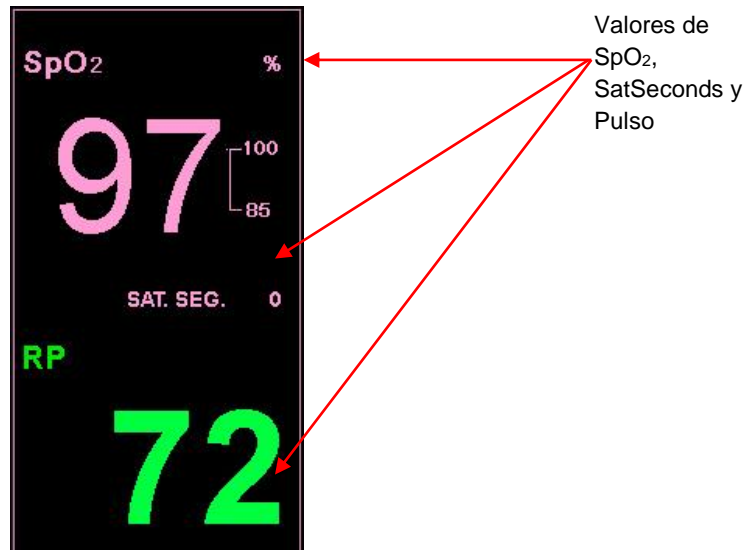 SpO2 %
97
100
85
SAT. SEG. 0
RP
72
Valores de
SpO2,
SatSeconds y
Pulso